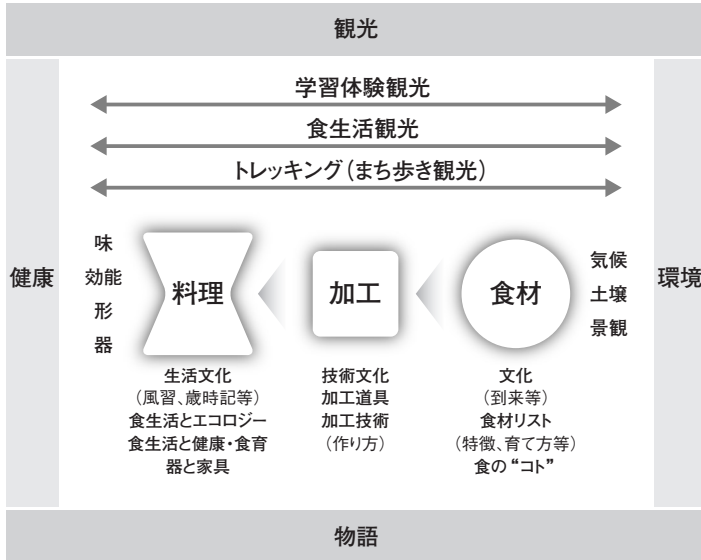 観光
学習体験観光
食生活観光
トレッキング（まち歩き観光）
健康
味
効能
形
器
料理
加工
食材
気候
土壌
景観
環境
生活文化
（風習、歳時記等）
食生活とエコロジー
食生活と健康・食育
器と家具
技術文化
加工道具
加工技術
（作り方）
文化
（到来等）
食材リスト
（特徴、育て方等）
食の“コト”
物語